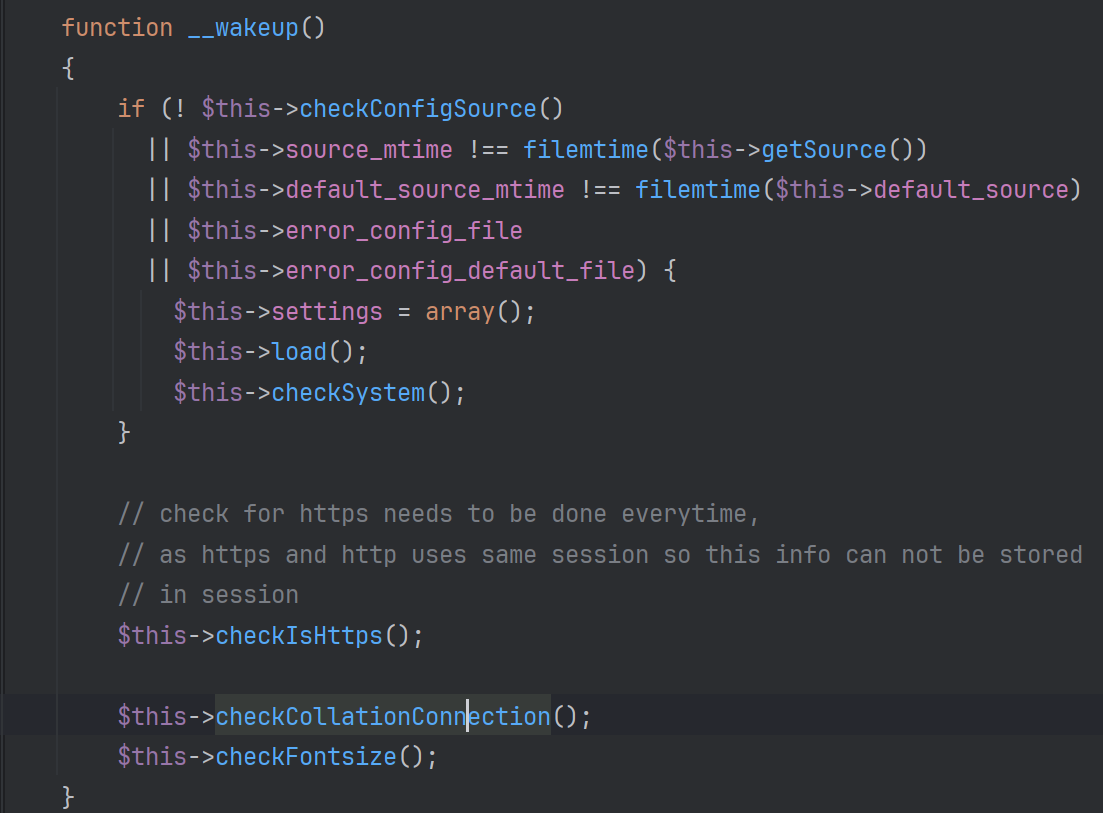 function __wakeup()
{
    if (! $this->checkConfigSource()
      || $this->source_mtime !== filemtime($this->getSource())
      || $this->default_source_mtime !== filemtime($this->default_source)
      || $this->error_config_file
      || $this->error_config_default_file) {
        $this->settings = array();
        $this->load();
        $this->checkSystem();
    }

    // check for https needs to be done everytime,
    // as https and http uses same session so this info can not be stored
    // in session
    $this->checkIsHttps();

    $this->checkCollationConnection();
    $this->checkFontsize();
}